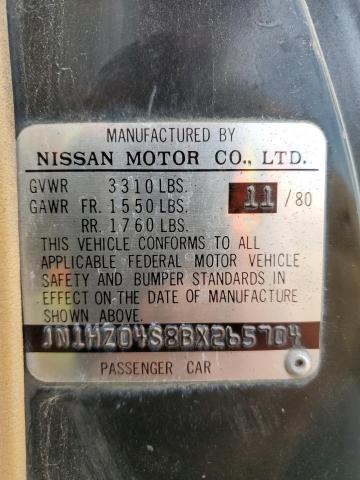 MANUFACTURED BY
NISSAN MOTOR CO., LTD.
GVWR 3310 LBS. 11 / 80
GAWR FR. 1550 LBS.
RR. 1760 LBS.
THIS VEHICLE CONFORMS TO ALL
APPLICABLE FEDERAL MOTOR VEHICLE
SAFETY AND BUMPER STANDARDS IN
EFFECT ON THE DATE OF MANUFACTURE
SHOWN ABOVE.
JN1HZ04S8BX265704
PASSENGER CAR